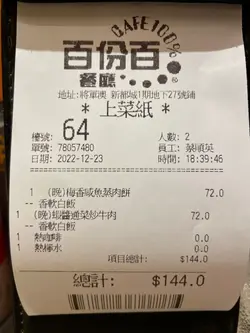 CAFE 100%
百份百
餐廳
地址:將軍澳 新都城1期地下27號鋪
* 上菜紙 *
檯號: 64 人數: 2
單號: 78057480 員工: 蔡頌英
日期: 2022-12-23 時間: 18:39:46
1 (晚)梅香咸魚蒸肉餅 72.0
-- 香軟白飯
1 (晚)蝦醬通菜炒牛肉 72.0
-- 香軟白飯
1 熱咖啡 0.0
1 熱檸水 0.0
項目總計: $144.0
總計: $144.0